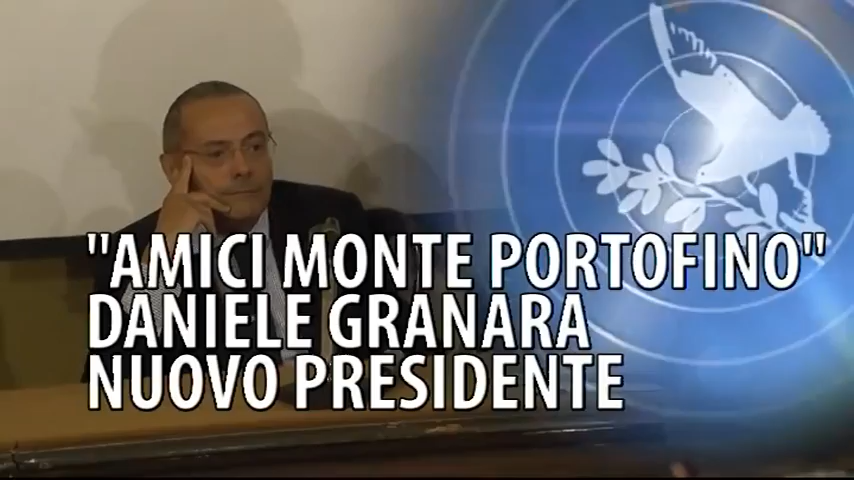 "AMICI MONTE PORTOFINO"
DANIELE GRANARA
NUOVO PRESIDENTE